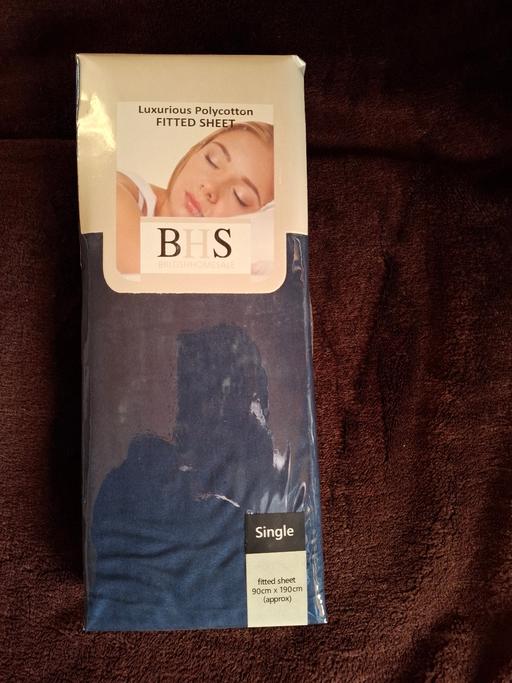 Luxurious Polycotton
FITTED SHEET
BHS
BRITISHHOMESALE
Single
fitted sheet
90cm x 190cm
(approx)